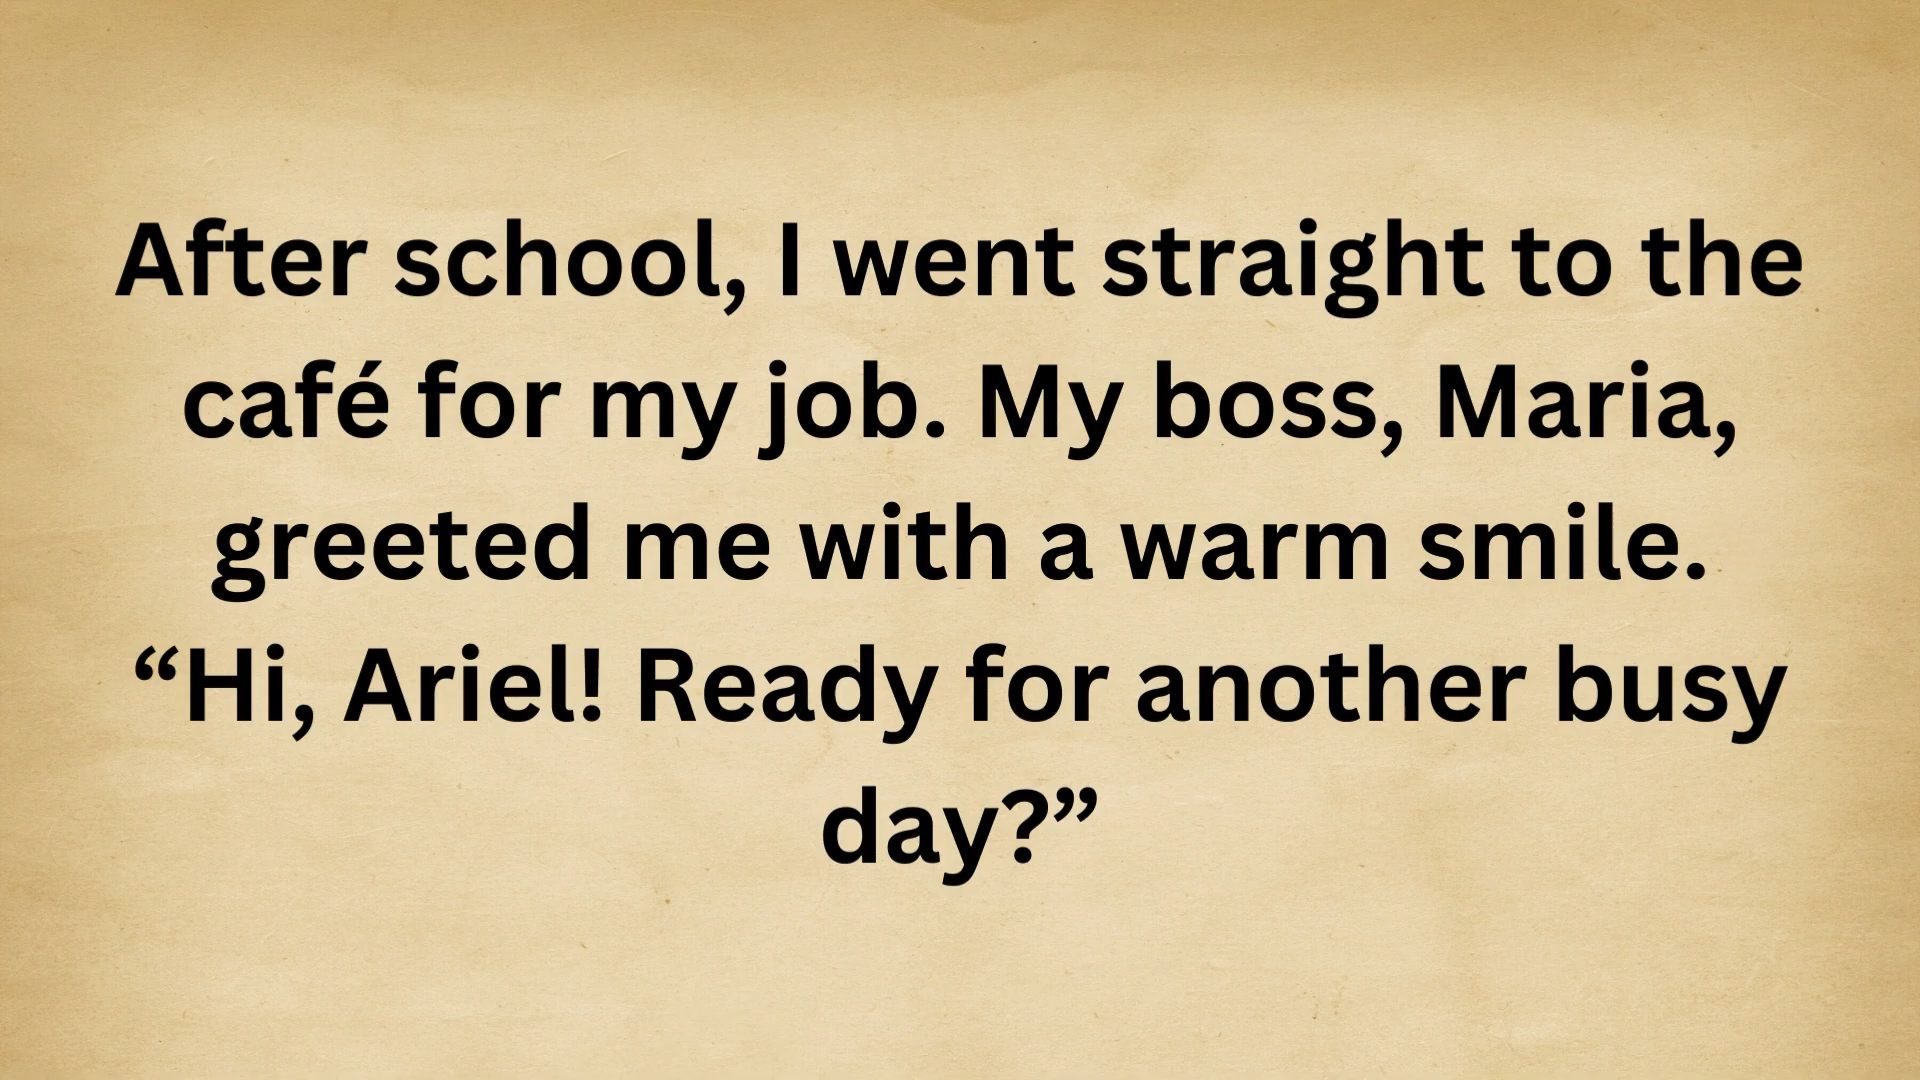 After school, I went straight to the
café for my job. My boss, Maria,
greeted me with a warm smile.
“Hi, Ariel! Ready for another busy
day?”